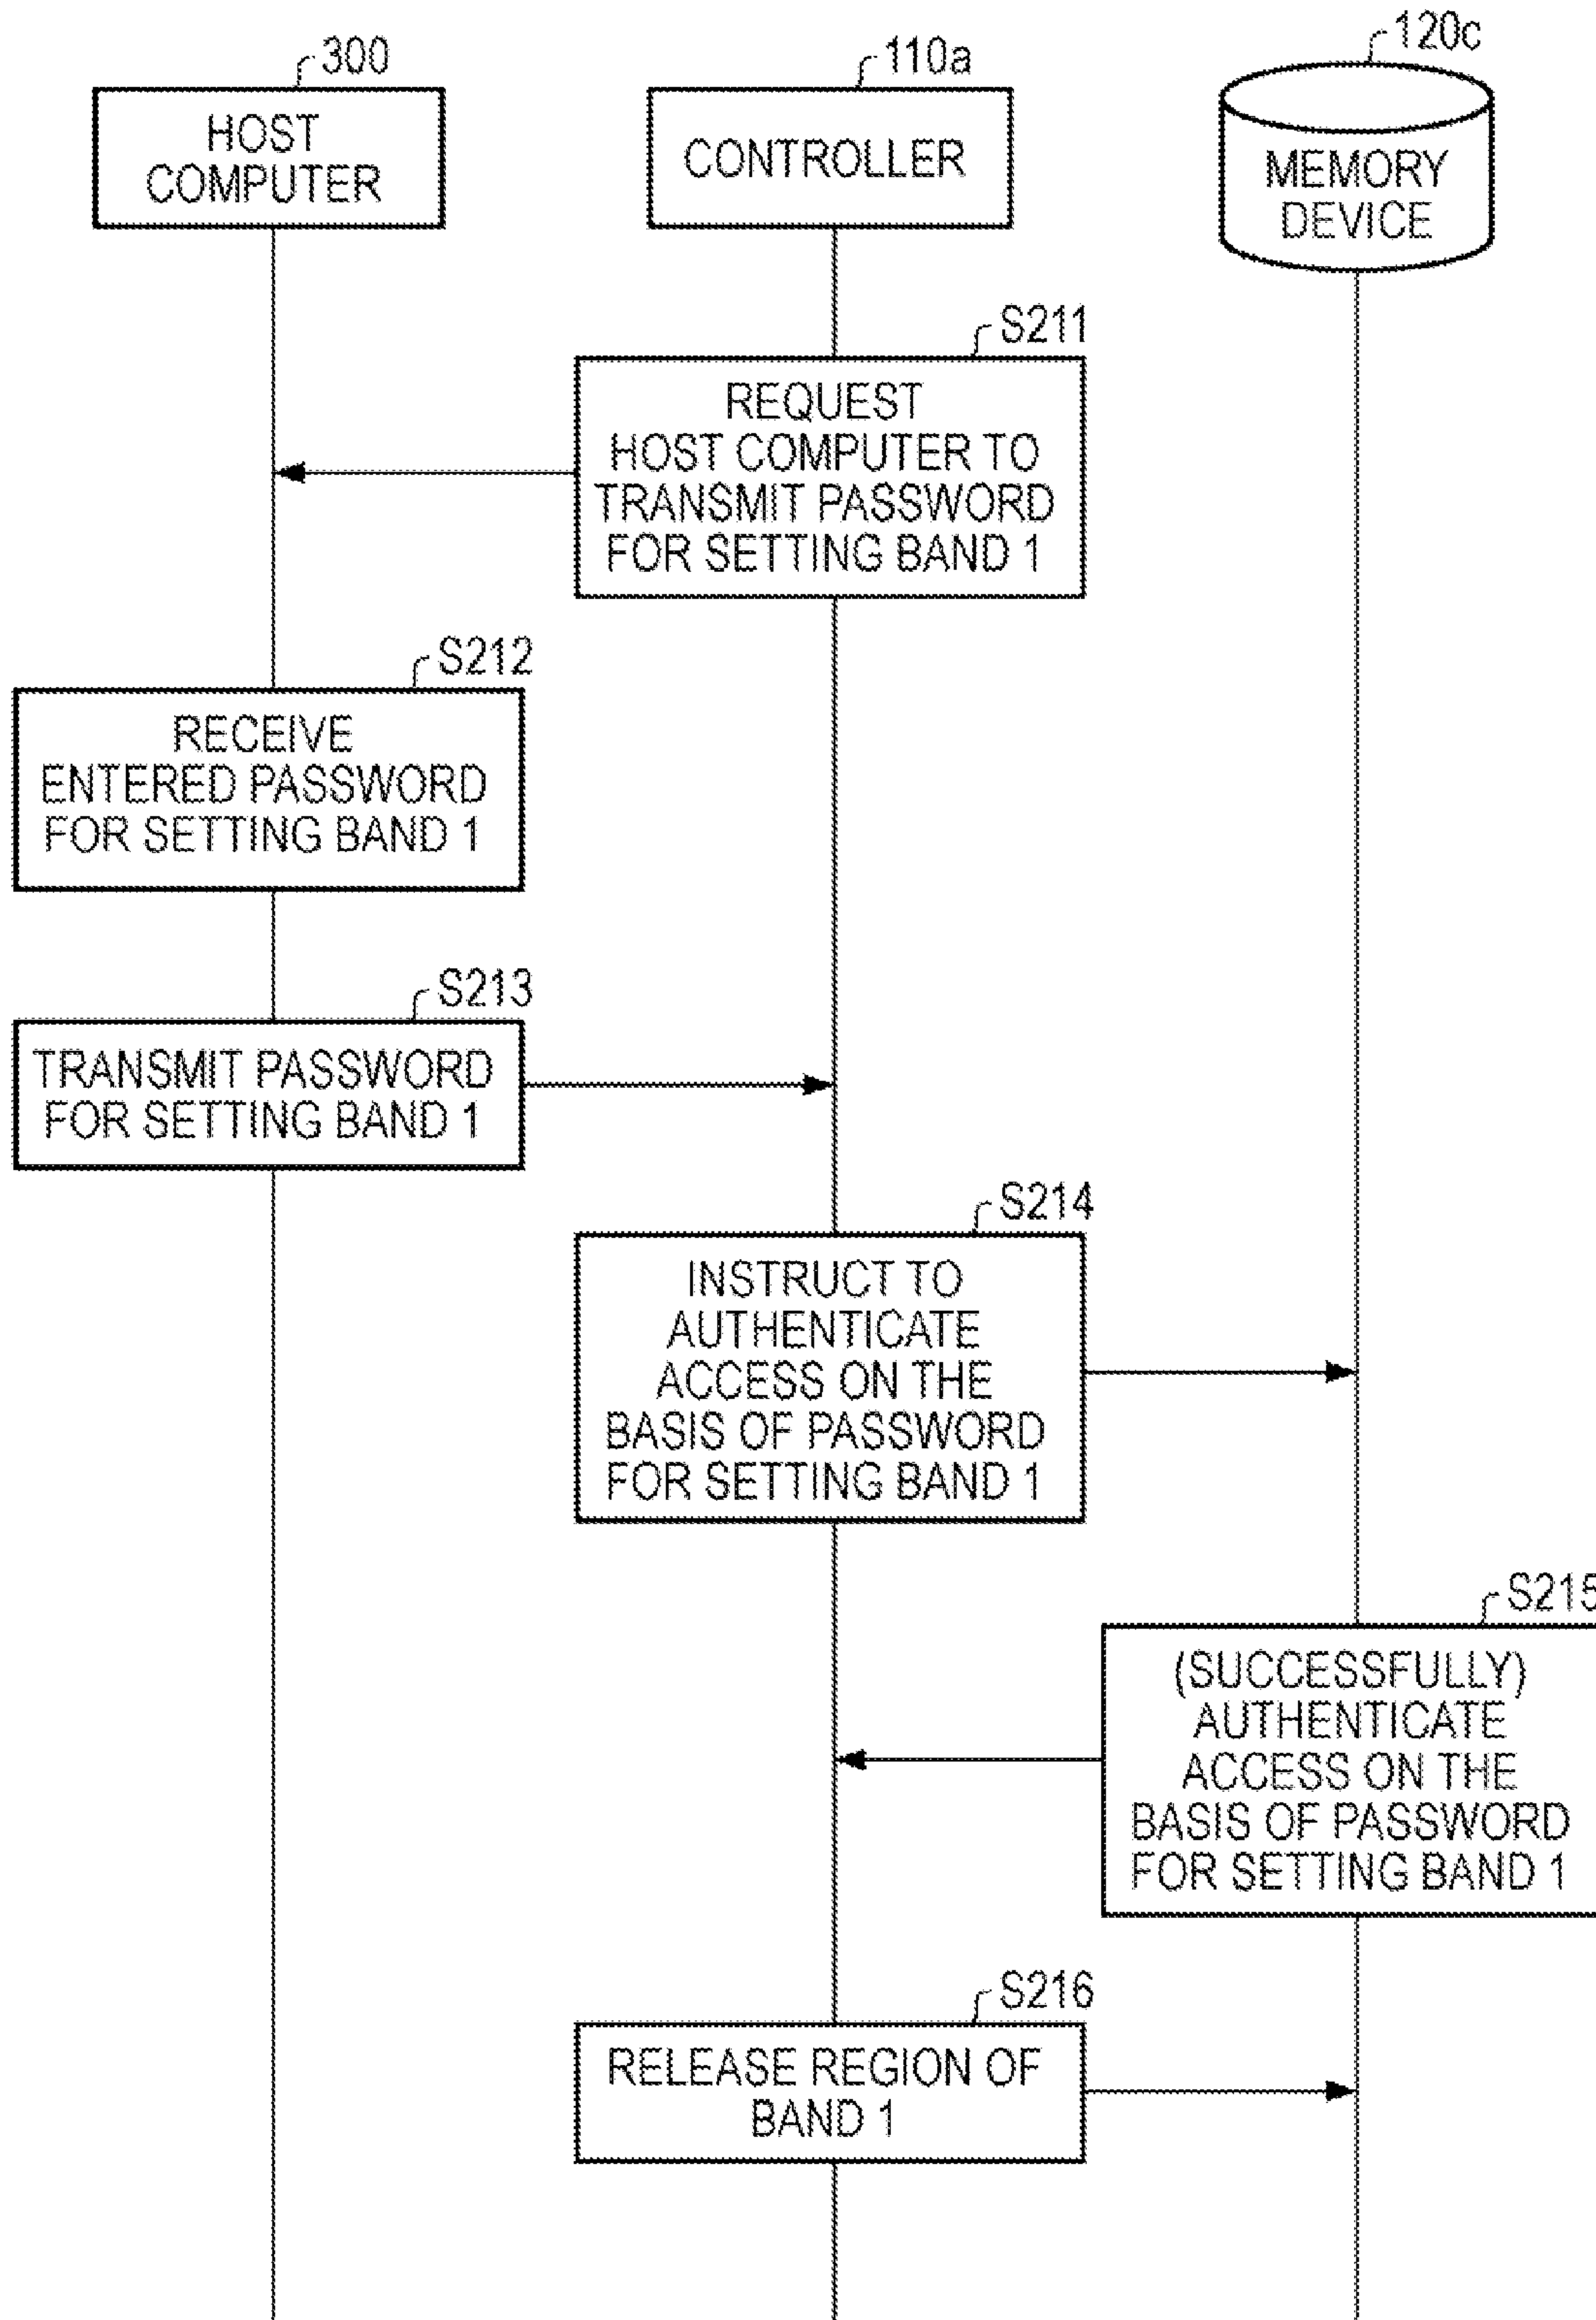 300
HOST
COMPUTER
110a
CONTROLLER
120c
MEMORY
DEVICE
S211
REQUEST
HOST COMPUTER TO
TRANSMIT PASSWORD
FOR SETTING BAND 1
S212
RECEIVE
ENTERED PASSWORD
FOR SETTING BAND 1
S213
TRANSMIT PASSWORD
FOR SETTING BAND 1
S214
INSTRUCT TO
AUTHENTICATE
ACCESS ON THE
BASIS OF PASSWORD
FOR SETTING BAND 1
S215
(SUCCESSFULLY)
AUTHENTICATE
ACCESS ON THE
BASIS OF PASSWORD
FOR SETTING BAND 1
S216
RELEASE REGION OF
BAND 1